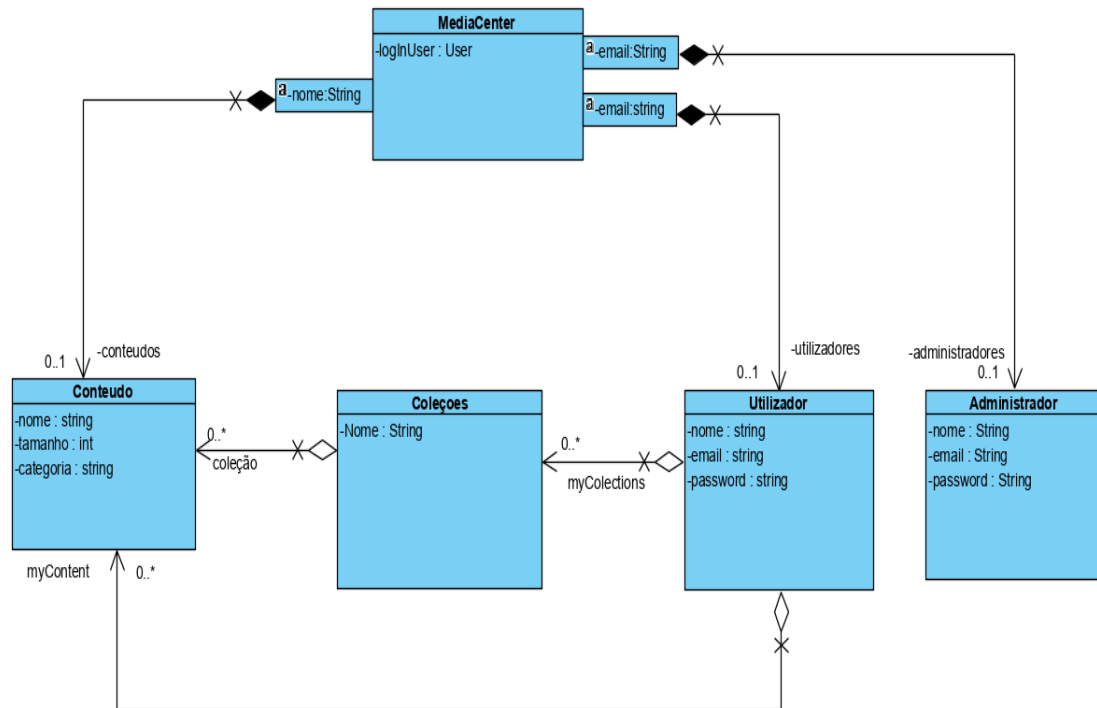 MediaCenter
-logInUser : User
a -email:String
a -nome:String
a -email:string
-conteudos
0..1
-utilizadores
0..1
-administradores
0..1
Conteudo
-nome : string
-tamanho : int
-categoria : string
0..*
coleção
Coleçoes
-Nome : String
0..*
myColections
Utilizador
-nome : string
-email : string
-password : string
Administrador
-nome : String
-email : String
-password : String
myContent
0..*